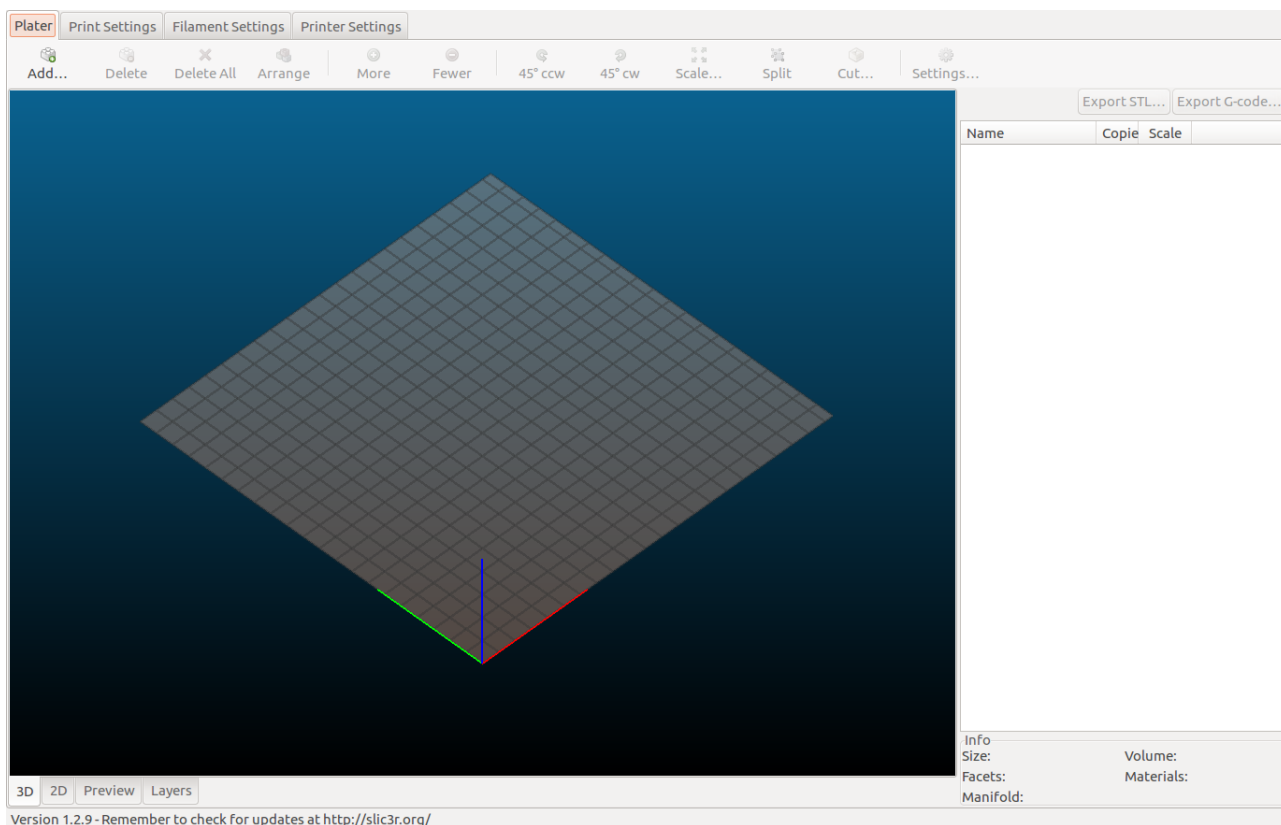 Plater Print Settings Filament Settings Printer Settings
Add... Delete Delete All Arrange More Fewer 45° ccw 45° cw Scale... Split Cut... Settings...
Export STL... Export G-code...
Name Copie Scale
Info
Size: Volume:
Facets: Materials:
Manifold:
3D 2D Preview Layers
Version 1.2.9 - Remember to check for updates at http://slic3r.org/